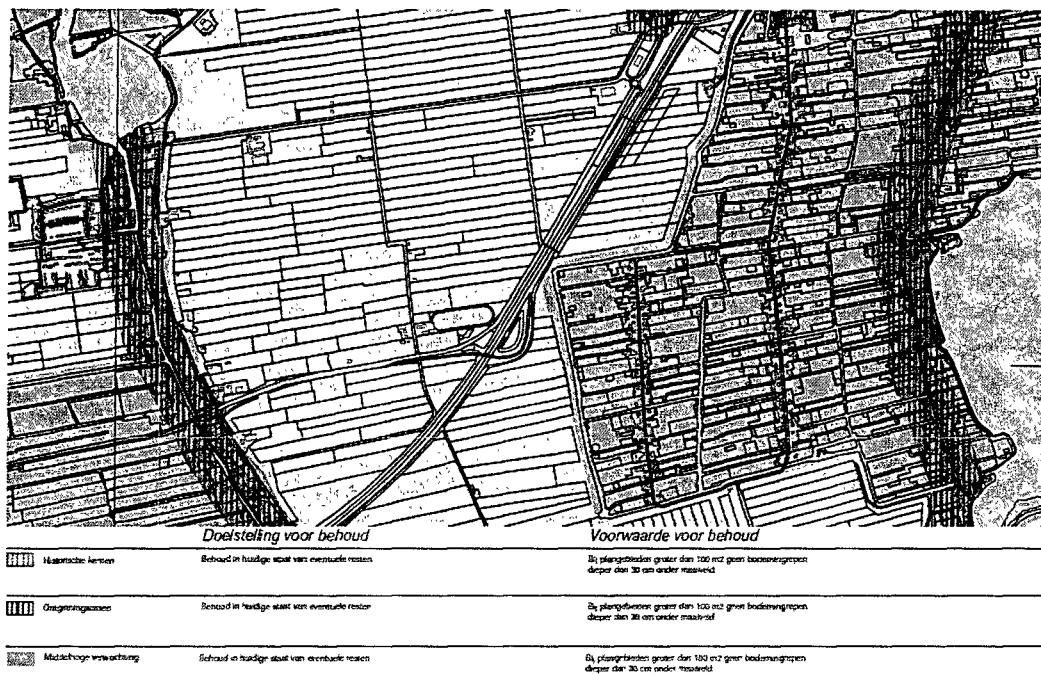 Doelstelling voor behoud Voorwaarde voor behoud
Historische kernen Behoud in huidige staat van eventuele resten Bij plangebieden groter dan 100 m2 geen bodemingrepen
dieper dan 30 cm onder maaiveld
Ontginningsassen Behoud in huidige staat van eventuele resten Bij plangebieden groter dan 100 m2 geen bodemingrepen
dieper dan 30 cm onder maaiveld
Middelhoge verwachting Behoud in huidige staat van eventuele resten Bij plangebieden groter dan m2 geen bodemingrepen
dieper dan 30 cm onder maaiveld